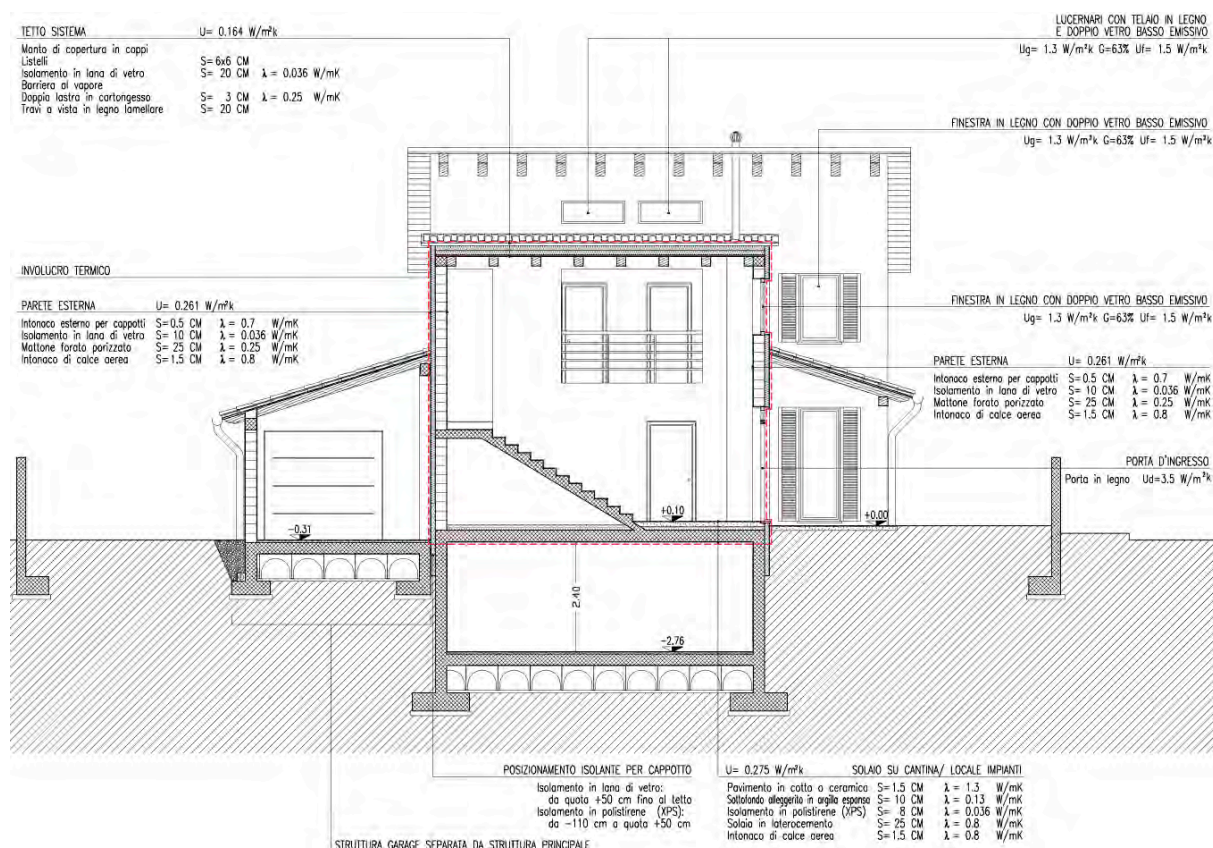 TETTO SISTEMA U= 0.164 W/m²k
Manto di copertura in coppi
Listelli S= 6x6 CM
Isolamento in lana di vetro S= 20 CM λ = 0.036 W/mK
Barriera al vapore
Doppia lastra in cartongesso S= 3 CM λ = 0.25 W/mK
Travi a vista in legno lamellare S= 20 CM
LUCERNARI CON TELAIO IN LEGNO
E DOPPIO VETRO BASSO EMISSIVO
Ug= 1.3 W/m²k G=63% Uf= 1.5 W/m²k
FINESTRA IN LEGNO CON DOPPIO VETRO BASSO EMISSIVO
Ug= 1.3 W/m²k G=63% Uf= 1.5 W/m²k
INVOLUCRO TERMICO
PARETE ESTERNA U= 0.261 W/m²k
Intonaco esterno per cappotti S=0.5 CM λ = 0.7 W/mK
Isolamento in lana di vetro S= 10 CM λ = 0.036 W/mK
Mattone forato porizzato S= 25 CM λ = 0.25 W/mK
Intonaco di calce aerea S=1.5 CM λ = 0.8 W/mK
FINESTRA IN LEGNO CON DOPPIO VETRO BASSO EMISSIVO
Ug= 1.3 W/m²k G=63% Uf= 1.5 W/m²k
PARETE ESTERNA U= 0.261 W/m²k
Intonaco esterno per cappotti S=0.5 CM λ = 0.7 W/mK
Isolamento in lana di vetro S= 10 CM λ = 0.036 W/mK
Mattone forato porizzato S= 25 CM λ = 0.25 W/mK
Intonaco di calce aerea S=1.5 CM λ = 0.8 W/mK
PORTA D'INGRESSO
Porta in legno Ud=3.5 W/m²k
-0.31
+0.10
+0.00
2.40
-2.76
POSIZIONAMENTO ISOLANTE PER CAPPOTTO
Isolamento in lana di vetro:
da quota +50 cm fino al tetto
Isolamento in polistirene (XPS):
da -110 cm a quota +50 cm
U= 0.275 W/m²k SOLAIO SU CANTINA/ LOCALE IMPIANTI
Pavimento in cotto o ceramica S=1.5 CM λ = 1.3 W/mK
Sottofondo alleggerito in argilla espansa S= 10 CM λ = 0.13 W/mK
Isolamento in polistirene (XPS) S= 8 CM λ = 0.036 W/mK
Solaio in laterocemento S= 25 CM λ = 0.8 W/mK
Intonaco di calce aerea S=1.5 CM λ = 0.8 W/mK
STRUTTURA GARAGE SEPARATA DA STRUTTURA PRINCIPALE